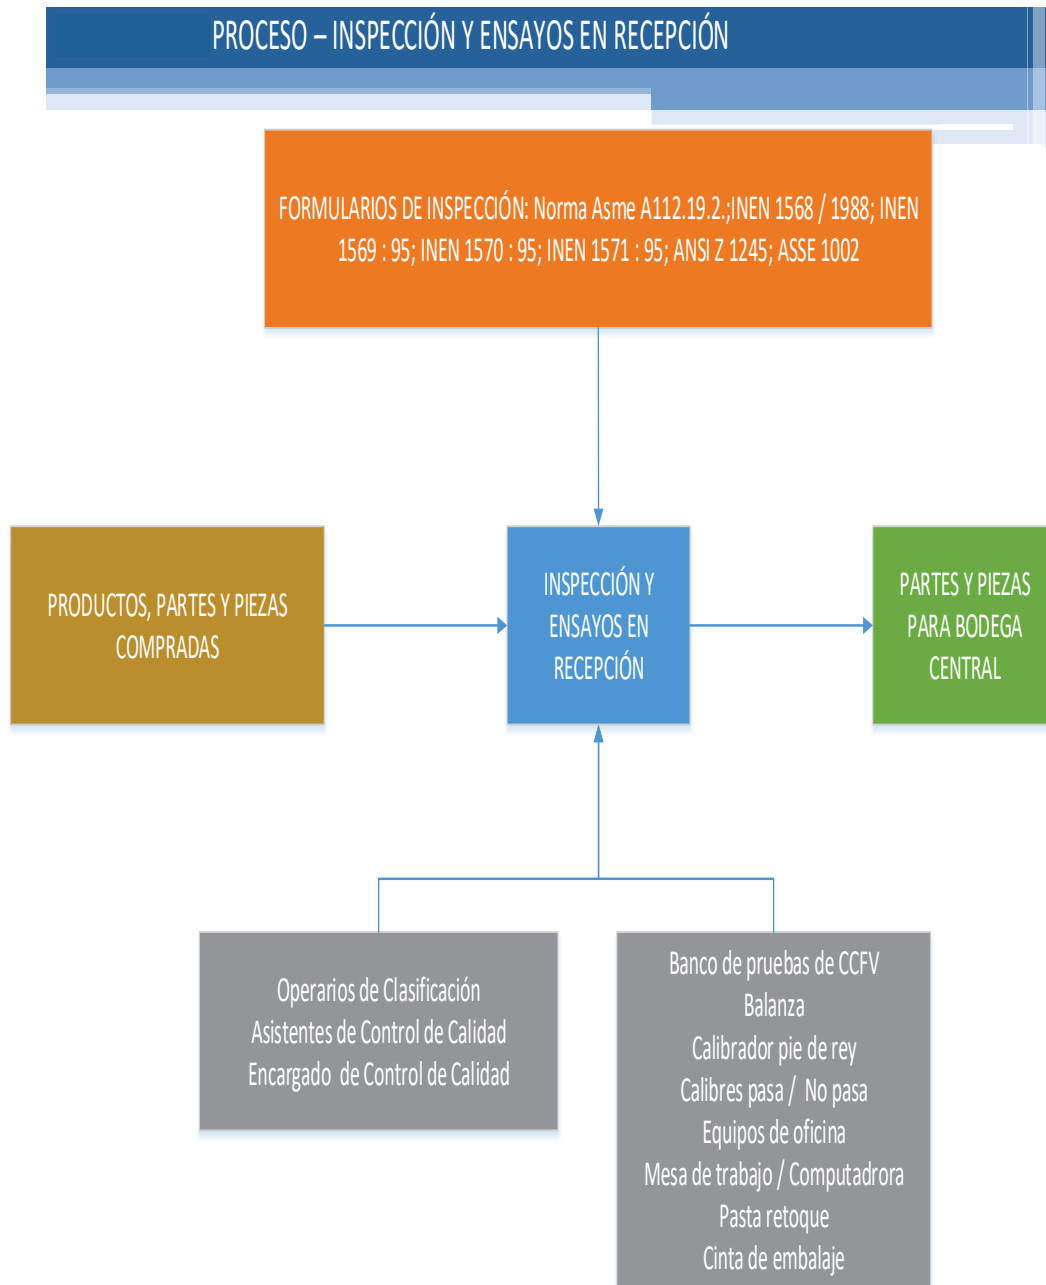 PROCESO – INSPECCIÓN Y ENSAYOS EN RECEPCIÓN
FORMULARIOS DE INSPECCIÓN: Norma Asme A112.19.2.;INEN 1568 / 1988; INEN
1569 : 95; INEN 1570 : 95; INEN 1571 : 95; ANSI Z 1245; ASSE 1002
PRODUCTOS, PARTES Y PIEZAS
COMPRADAS
INSPECCIÓN Y
ENSAYOS EN
RECEPCIÓN
PARTES Y PIEZAS
PARA BODEGA
CENTRAL
Operarios de Clasificación
Asistentes de Control de Calidad
Encargado de Control de Calidad
Banco de pruebas de CCFV
Balanza
Calibrador pie de rey
Calibres pasa / No pasa
Equipos de oficina
Mesa de trabajo / Computadrora
Pasta retoque
Cinta de embalaje